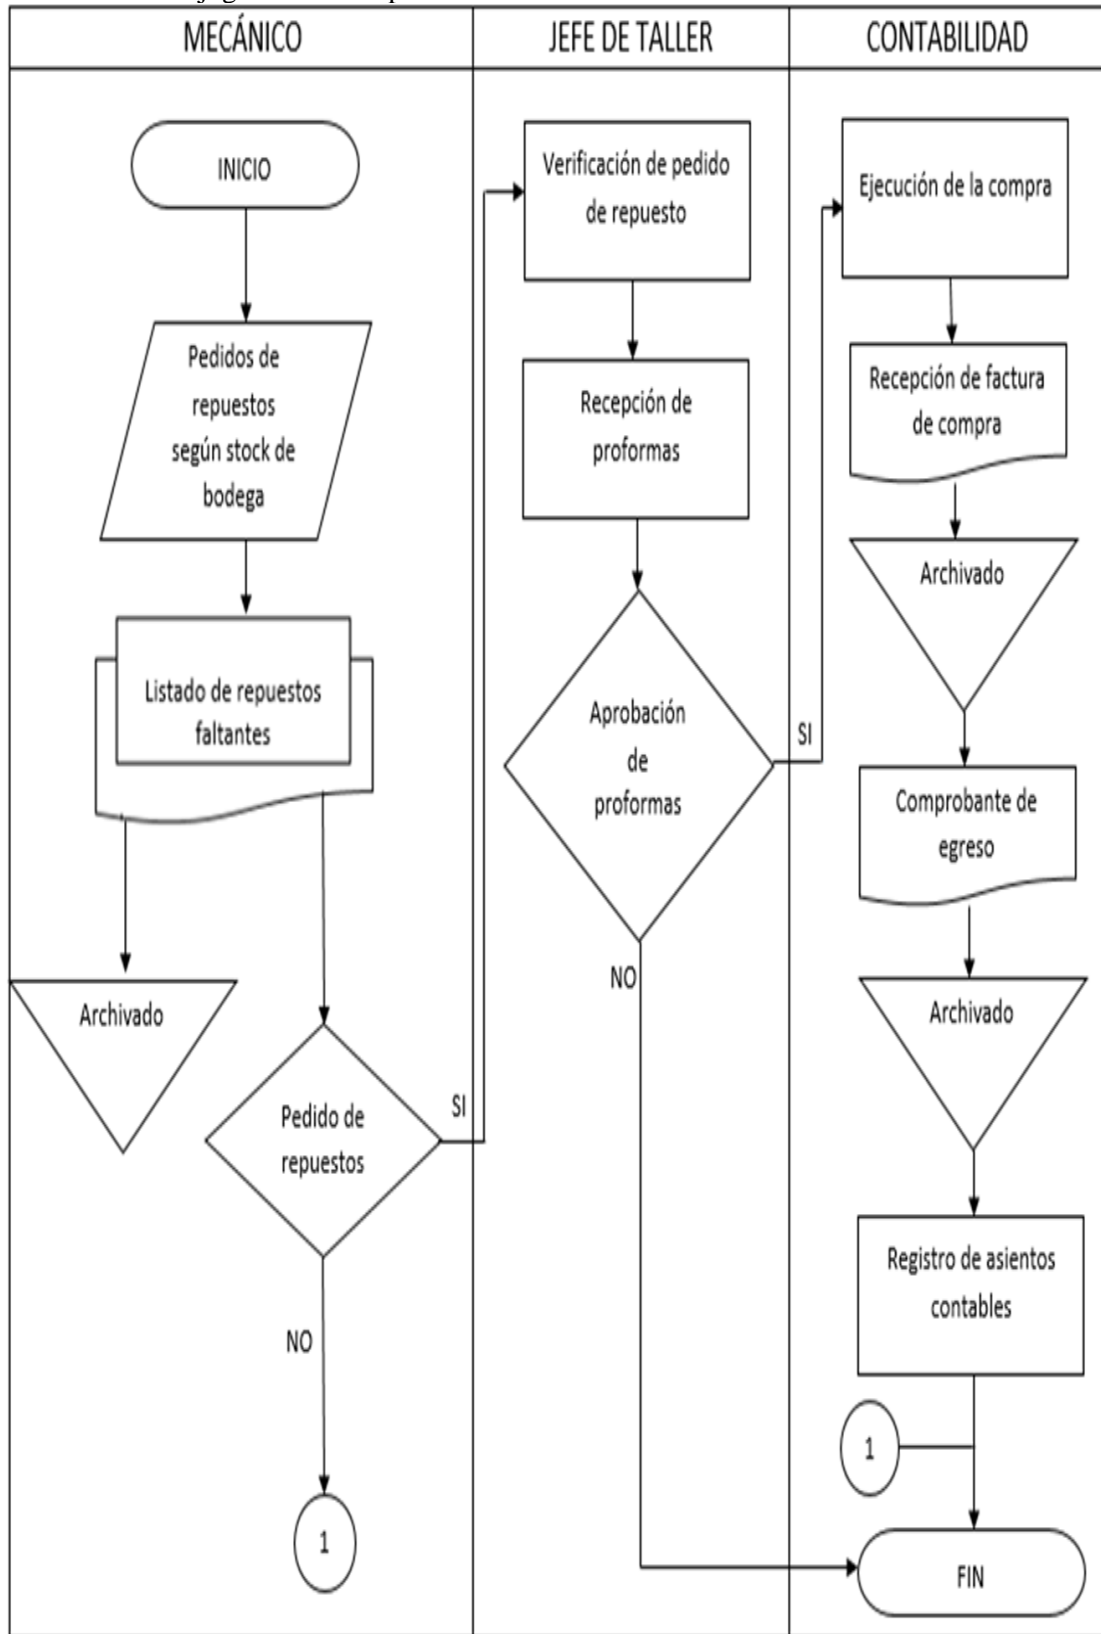 MECÁNICO
JEFE DE TALLER
CONTABILIDAD
INICIO
Pedidos de
repuestos
según stock de
bodega
Listado de repuestos
faltantes
Archivado
Pedido de
repuestos
SI
NO
1
Verificación de pedido
de repuesto
Recepción de
proformas
Aprobación
de
proformas
SI
NO
Ejecución de la compra
Recepción de factura
de compra
Archivado
Comprobante de
egreso
Archivado
Registro de asientos
contables
1
FIN